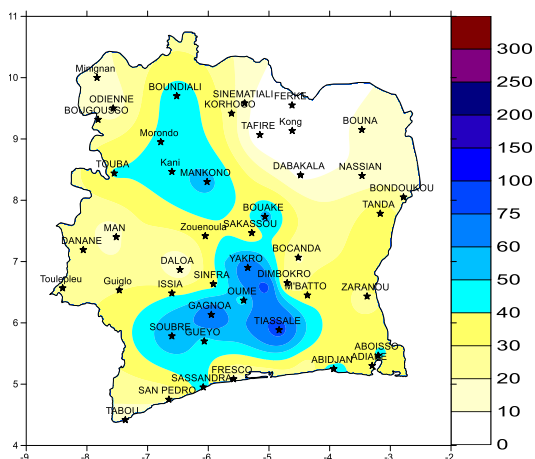 11
10
9
8
7
6
5
4
-9 -8 -7 -6 -5 -4 -3 -2
Minignan
BOUNDIALI
SINEMATIALI
ODIENNE
KORHOGO
FERKE
BOUGOUSSO
TAFIRE
Kong
BOUNA
Morondo
TOUBA
Kani
MANKONO
DABAKALA
NASSIAN
BONDOUKOU
BOUAKE
TANDA
MAN
Zouenoula
SAKASSOU
DANANE
BOCANDA
DALOA
YAKRO
Toulepleu
Guiglo
ISSIA
SINFRA
DIMBOKRO
OUME
M'BATTO
ZARANOU
GAGNOA
SOUBRE
GUEYO
TIASSALE
ABOISSO
ADIAKE
ABIDJAN
FRESCO
SASSANDRA
SAN PEDRO
TABOU
300
250
200
150
100
75
50
40
30
20
10
0